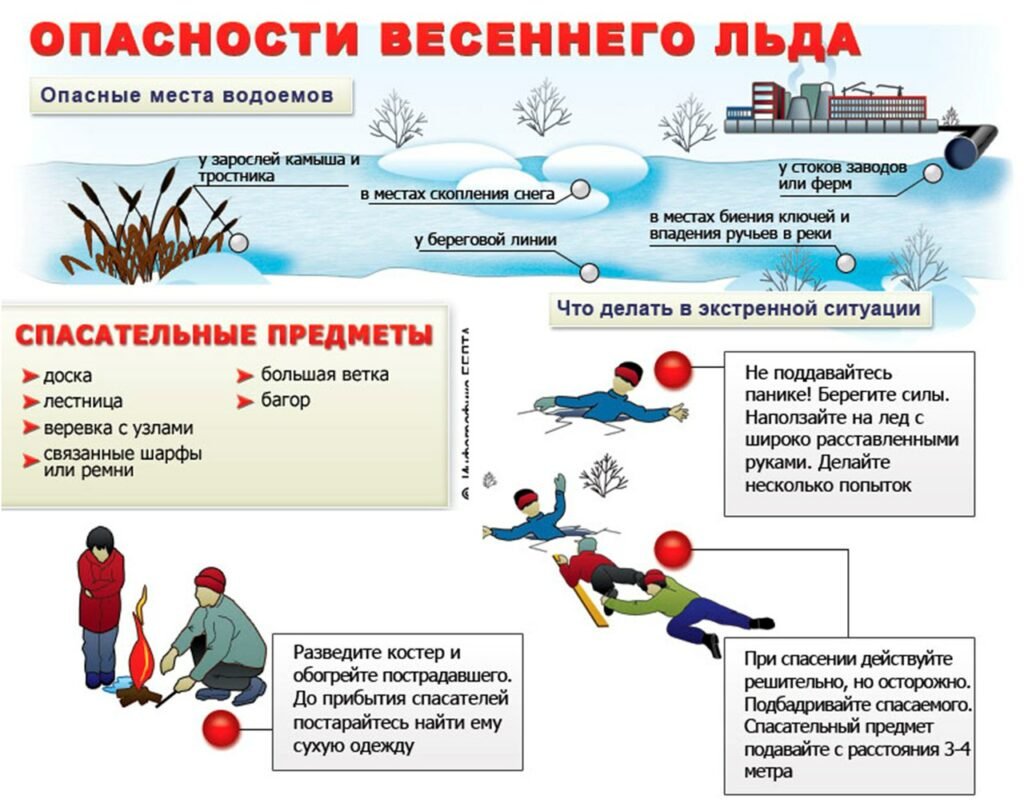 ОПАСНОСТИ ВЕСЕННЕГО ЛЬДА
Опасные места водоемов
у зарослей камыша и
тростника
в местах скопления снега
у стоков заводов
или ферм
у береговой линии
в местах биения ключей и
впадения ручьев в реки
СПАСАТЕЛЬНЫЕ ПРЕДМЕТЫ
доска
лестница
веревка с узлами
связанные шарфы
или ремни
большая ветка
багор
Что делать в экстренной ситуации
Не поддавайтесь
панике! Берегите силы.
Наползайте на лед с
широко расставленными
руками. Делайте
несколько попыток
При спасении действуйте
решительно, но осторожно.
Подбадривайте спасаемого.
Спасательный предмет
подавайте с расстояния 3-4
метра
Разведите костер и
обогрейте пострадавшего.
До прибытия спасателей
постарайтесь найти ему
сухую одежду
©